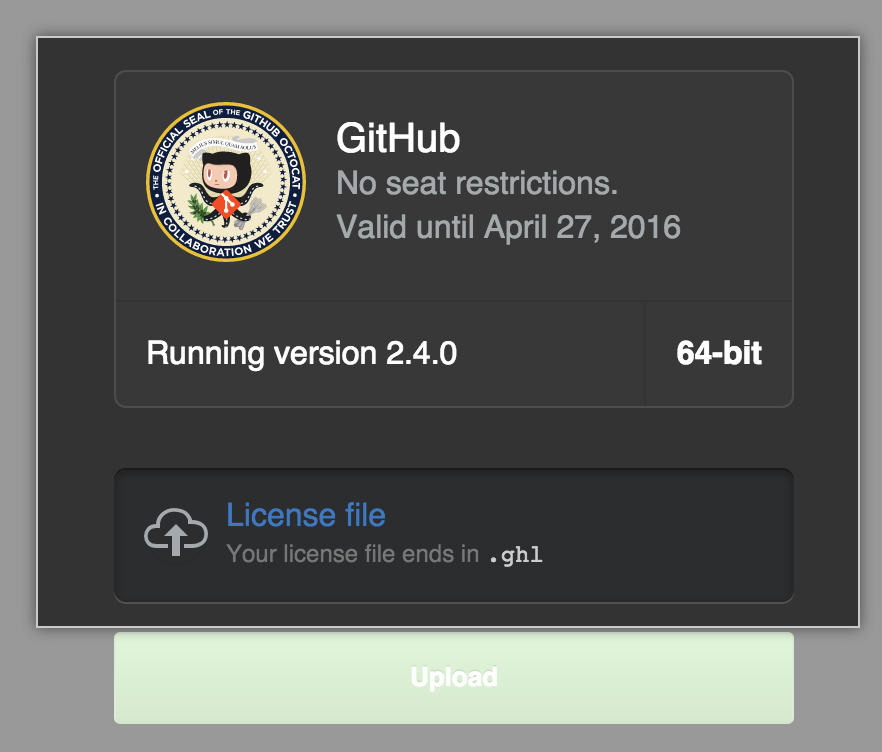 THE OFFICIAL SEAL OF THE GITHUB OCTOCAT
MELIUS SIMUL QUAM SOLUS
IN COLLABORATION WE TRUST
GitHub
No seat restrictions.
Valid until April 27, 2016
Running version 2.4.0
64-bit
License file
Your license file ends in .ghl
Upload